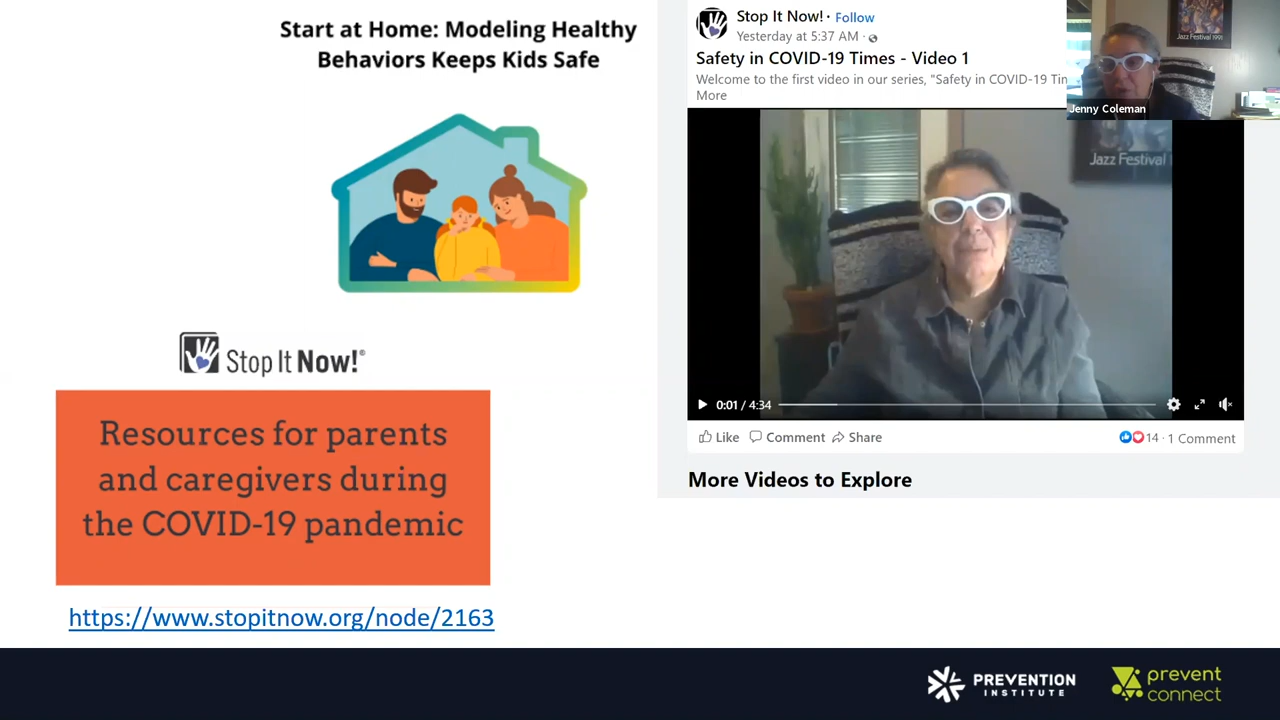 Start at Home: Modeling Healthy
Behaviors Keeps Kids Safe
Stop It Now!®
Resources for parents
and caregivers during
the COVID-19 pandemic
https://www.stopitnow.org/node/2163
Stop It Now! · Follow
Yesterday at 5:37 AM ·
Safety in COVID-19 Times - Video 1
Welcome to the first video in our series, "Safety in COVID-19 Tim
More
Jazz Festival
0:01 / 4:34
Like Comment Share 14 · 1 Comment
More Videos to Explore
Jazz Festival 1991
Jenny Coleman
PREVENTION
INSTITUTE
prevent
connect